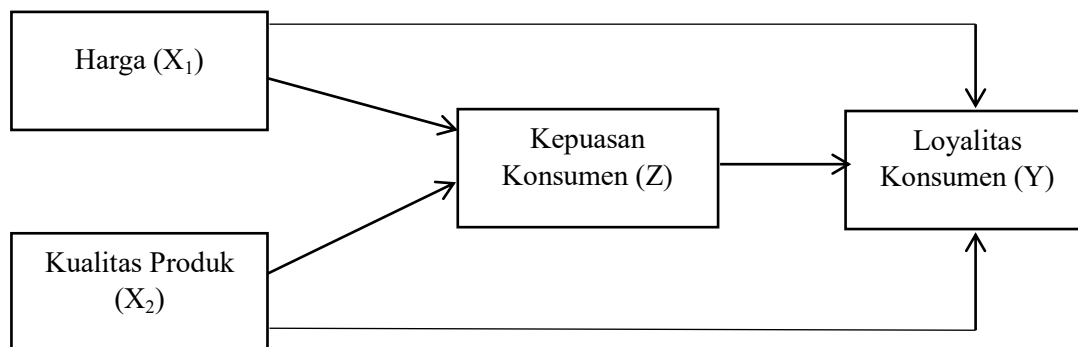 Harga (X₁)
Kepuasan
Konsumen (Z)
Loyalitas
Konsumen (Y)
Kualitas Produk
(X₂)